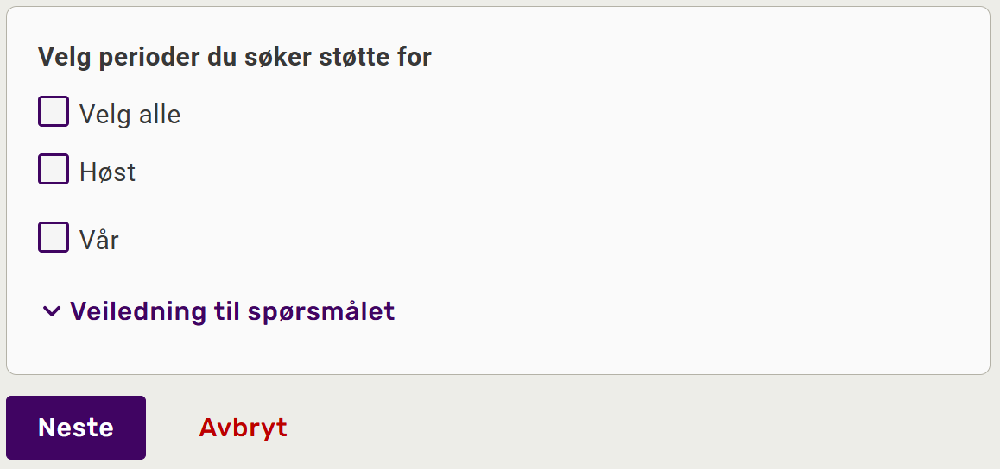 Velg perioder du søker støtte for
Velg alle
Høst
Vår
Veiledning til spørsmålet
Neste
Avbryt